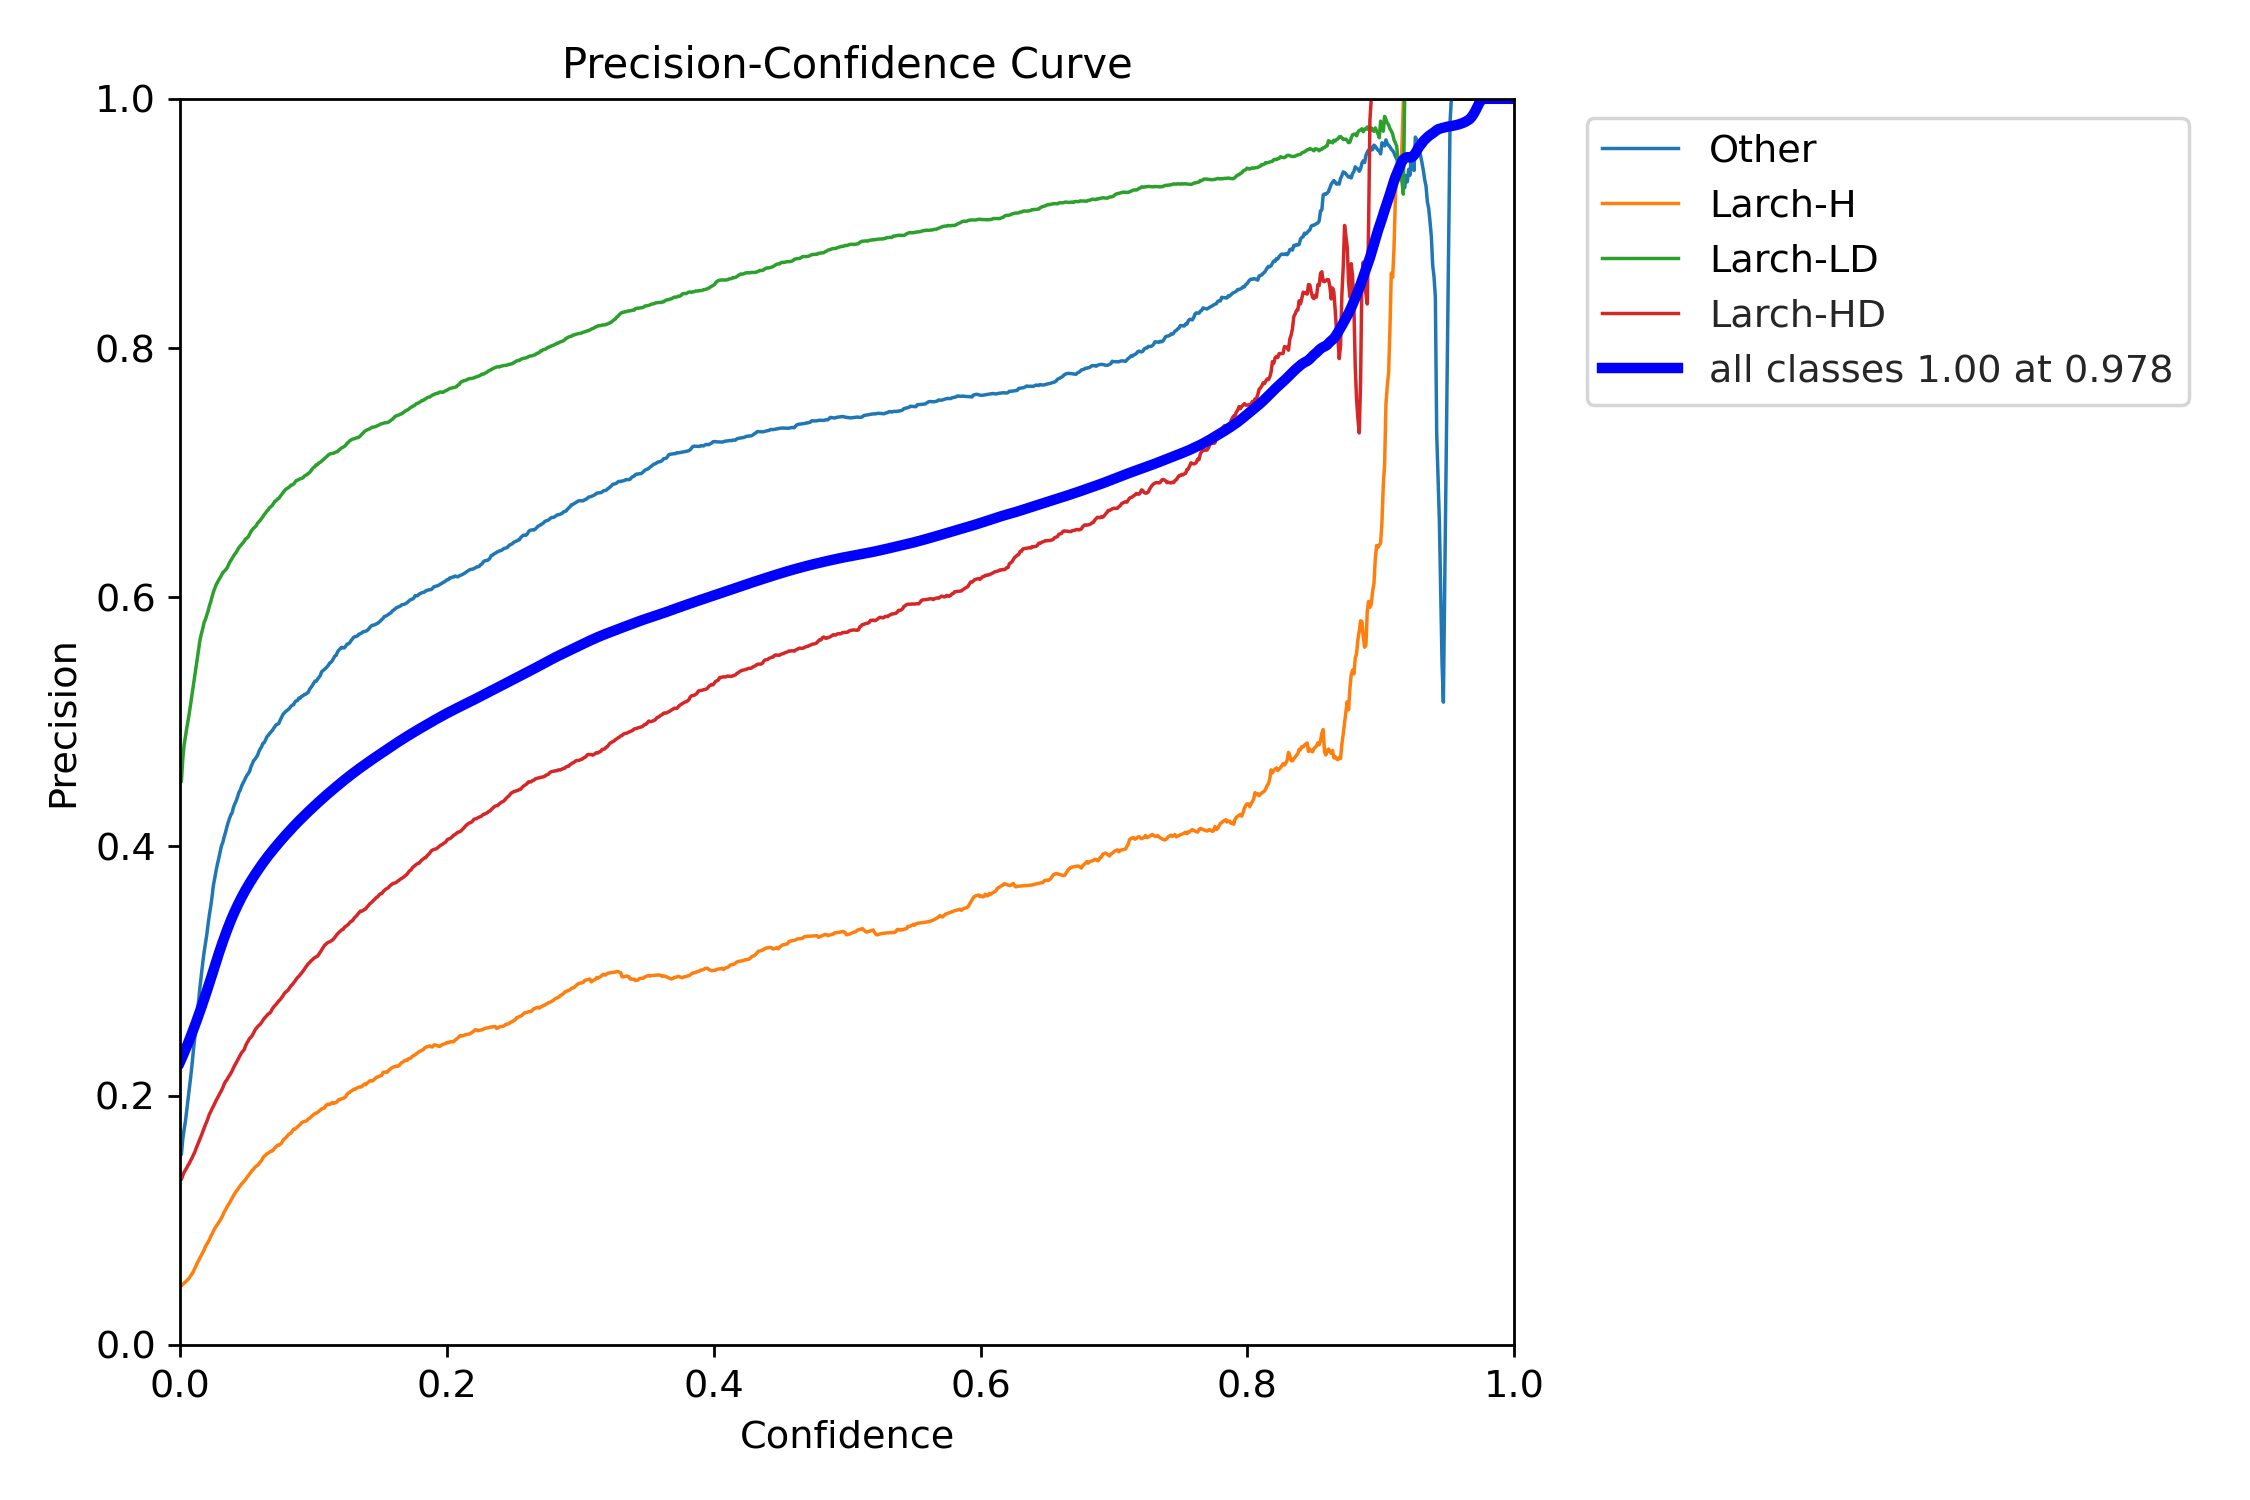 Precision-Confidence Curve
1.0
0.8
0.6
0.4
0.2
0.0
Precision
0.0 0.2 0.4 0.6 0.8 1.0
Confidence
Other
Larch-H
Larch-LD
Larch-HD
all classes 1.00 at 0.978